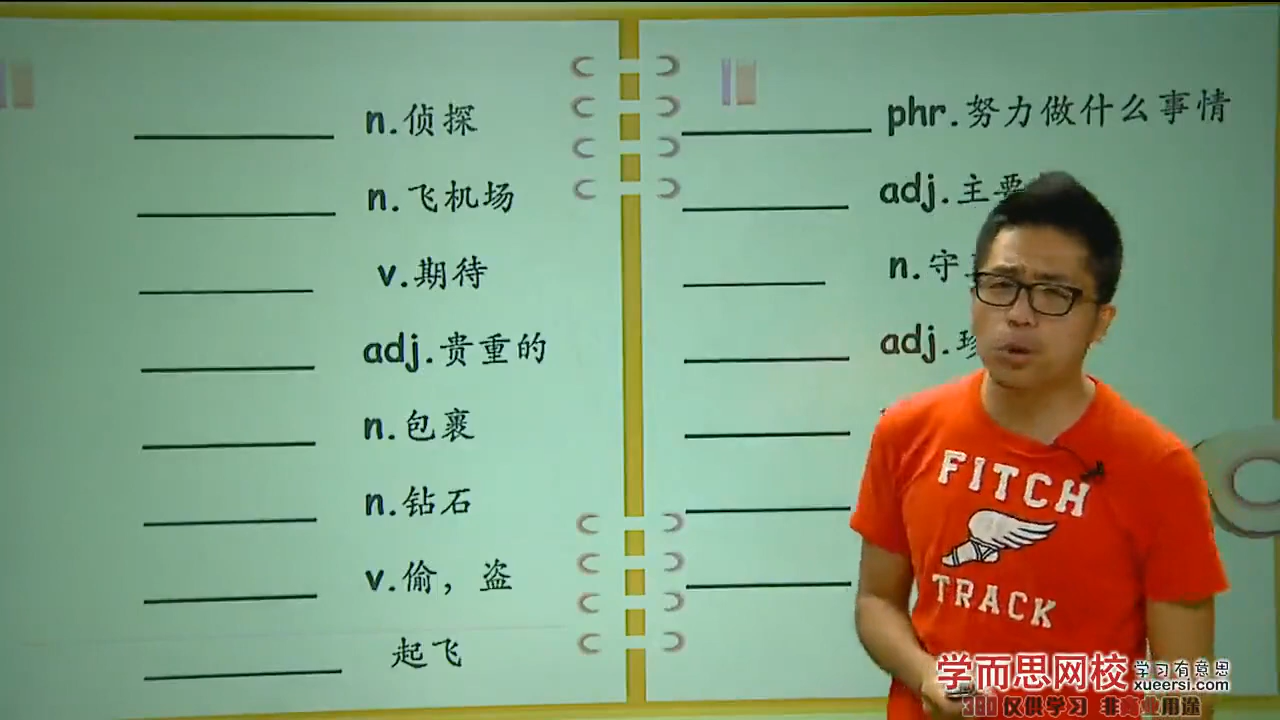 n.侦探
n.飞机场
v.期待
adj.贵重的
n.包裹
n.钻石
v.偷，盗
起飞
phr.努力做什么事情
adj.主要
n.守
adj.珍
FITCH
TRACK
学而思网校 学习有意思
xueersi.com
380 仅供学习 非商业用途